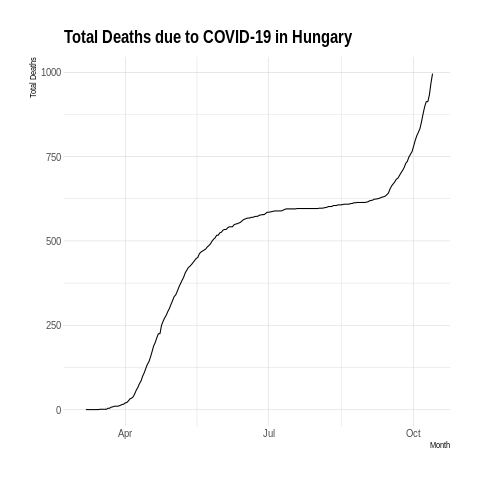 Total Deaths due to COVID-19 in Hungary
Total Deaths
1000
750
500
250
0
Apr
Jul
Oct
Month